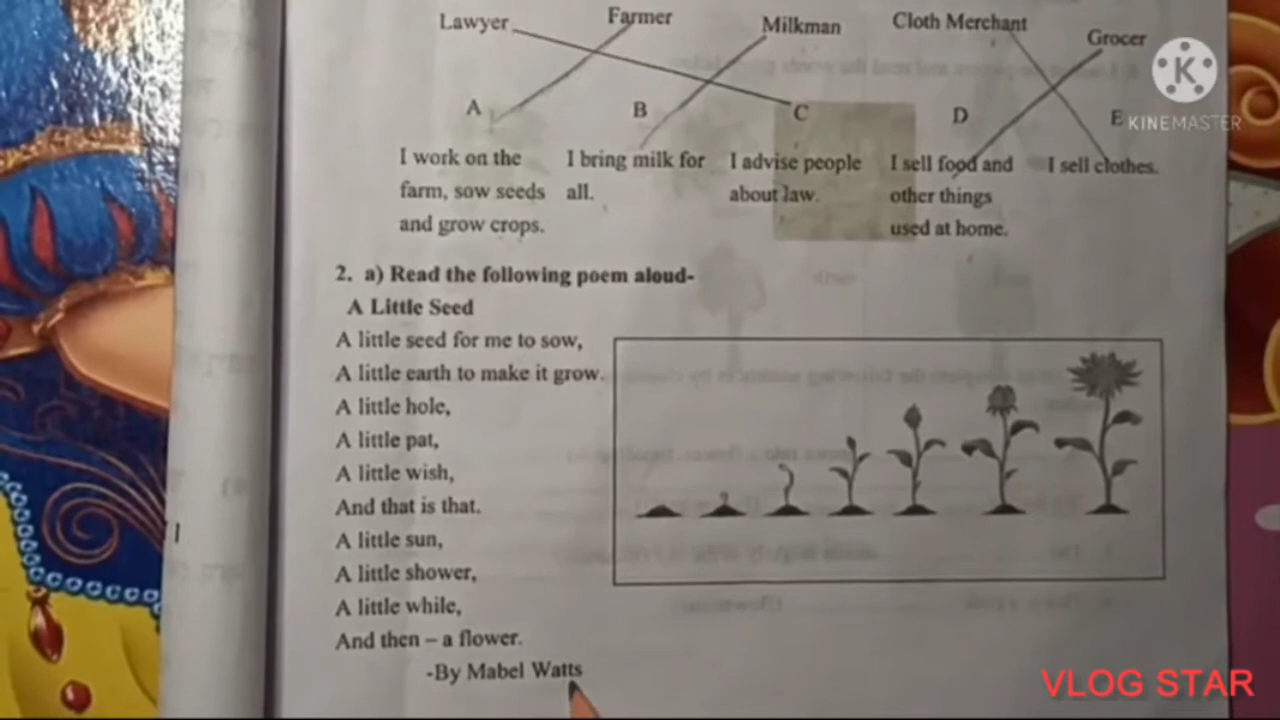 Lawyer Farmer Milkman Cloth Merchant Grocer
A B C D E
I work on the I bring milk for I advise people I sell food and I sell clothes.
farm, sow seeds all. about law. other things
and grow crops. used at home.
2. a) Read the following poem aloud-
A Little Seed
A little seed for me to sow,
A little earth to make it grow.
A little hole,
A little pat,
A little wish,
And that is that.
A little sun,
A little shower,
A little while,
And then – a flower.
-By Mabel Watts
K
KINEMASTER
VLOG STAR